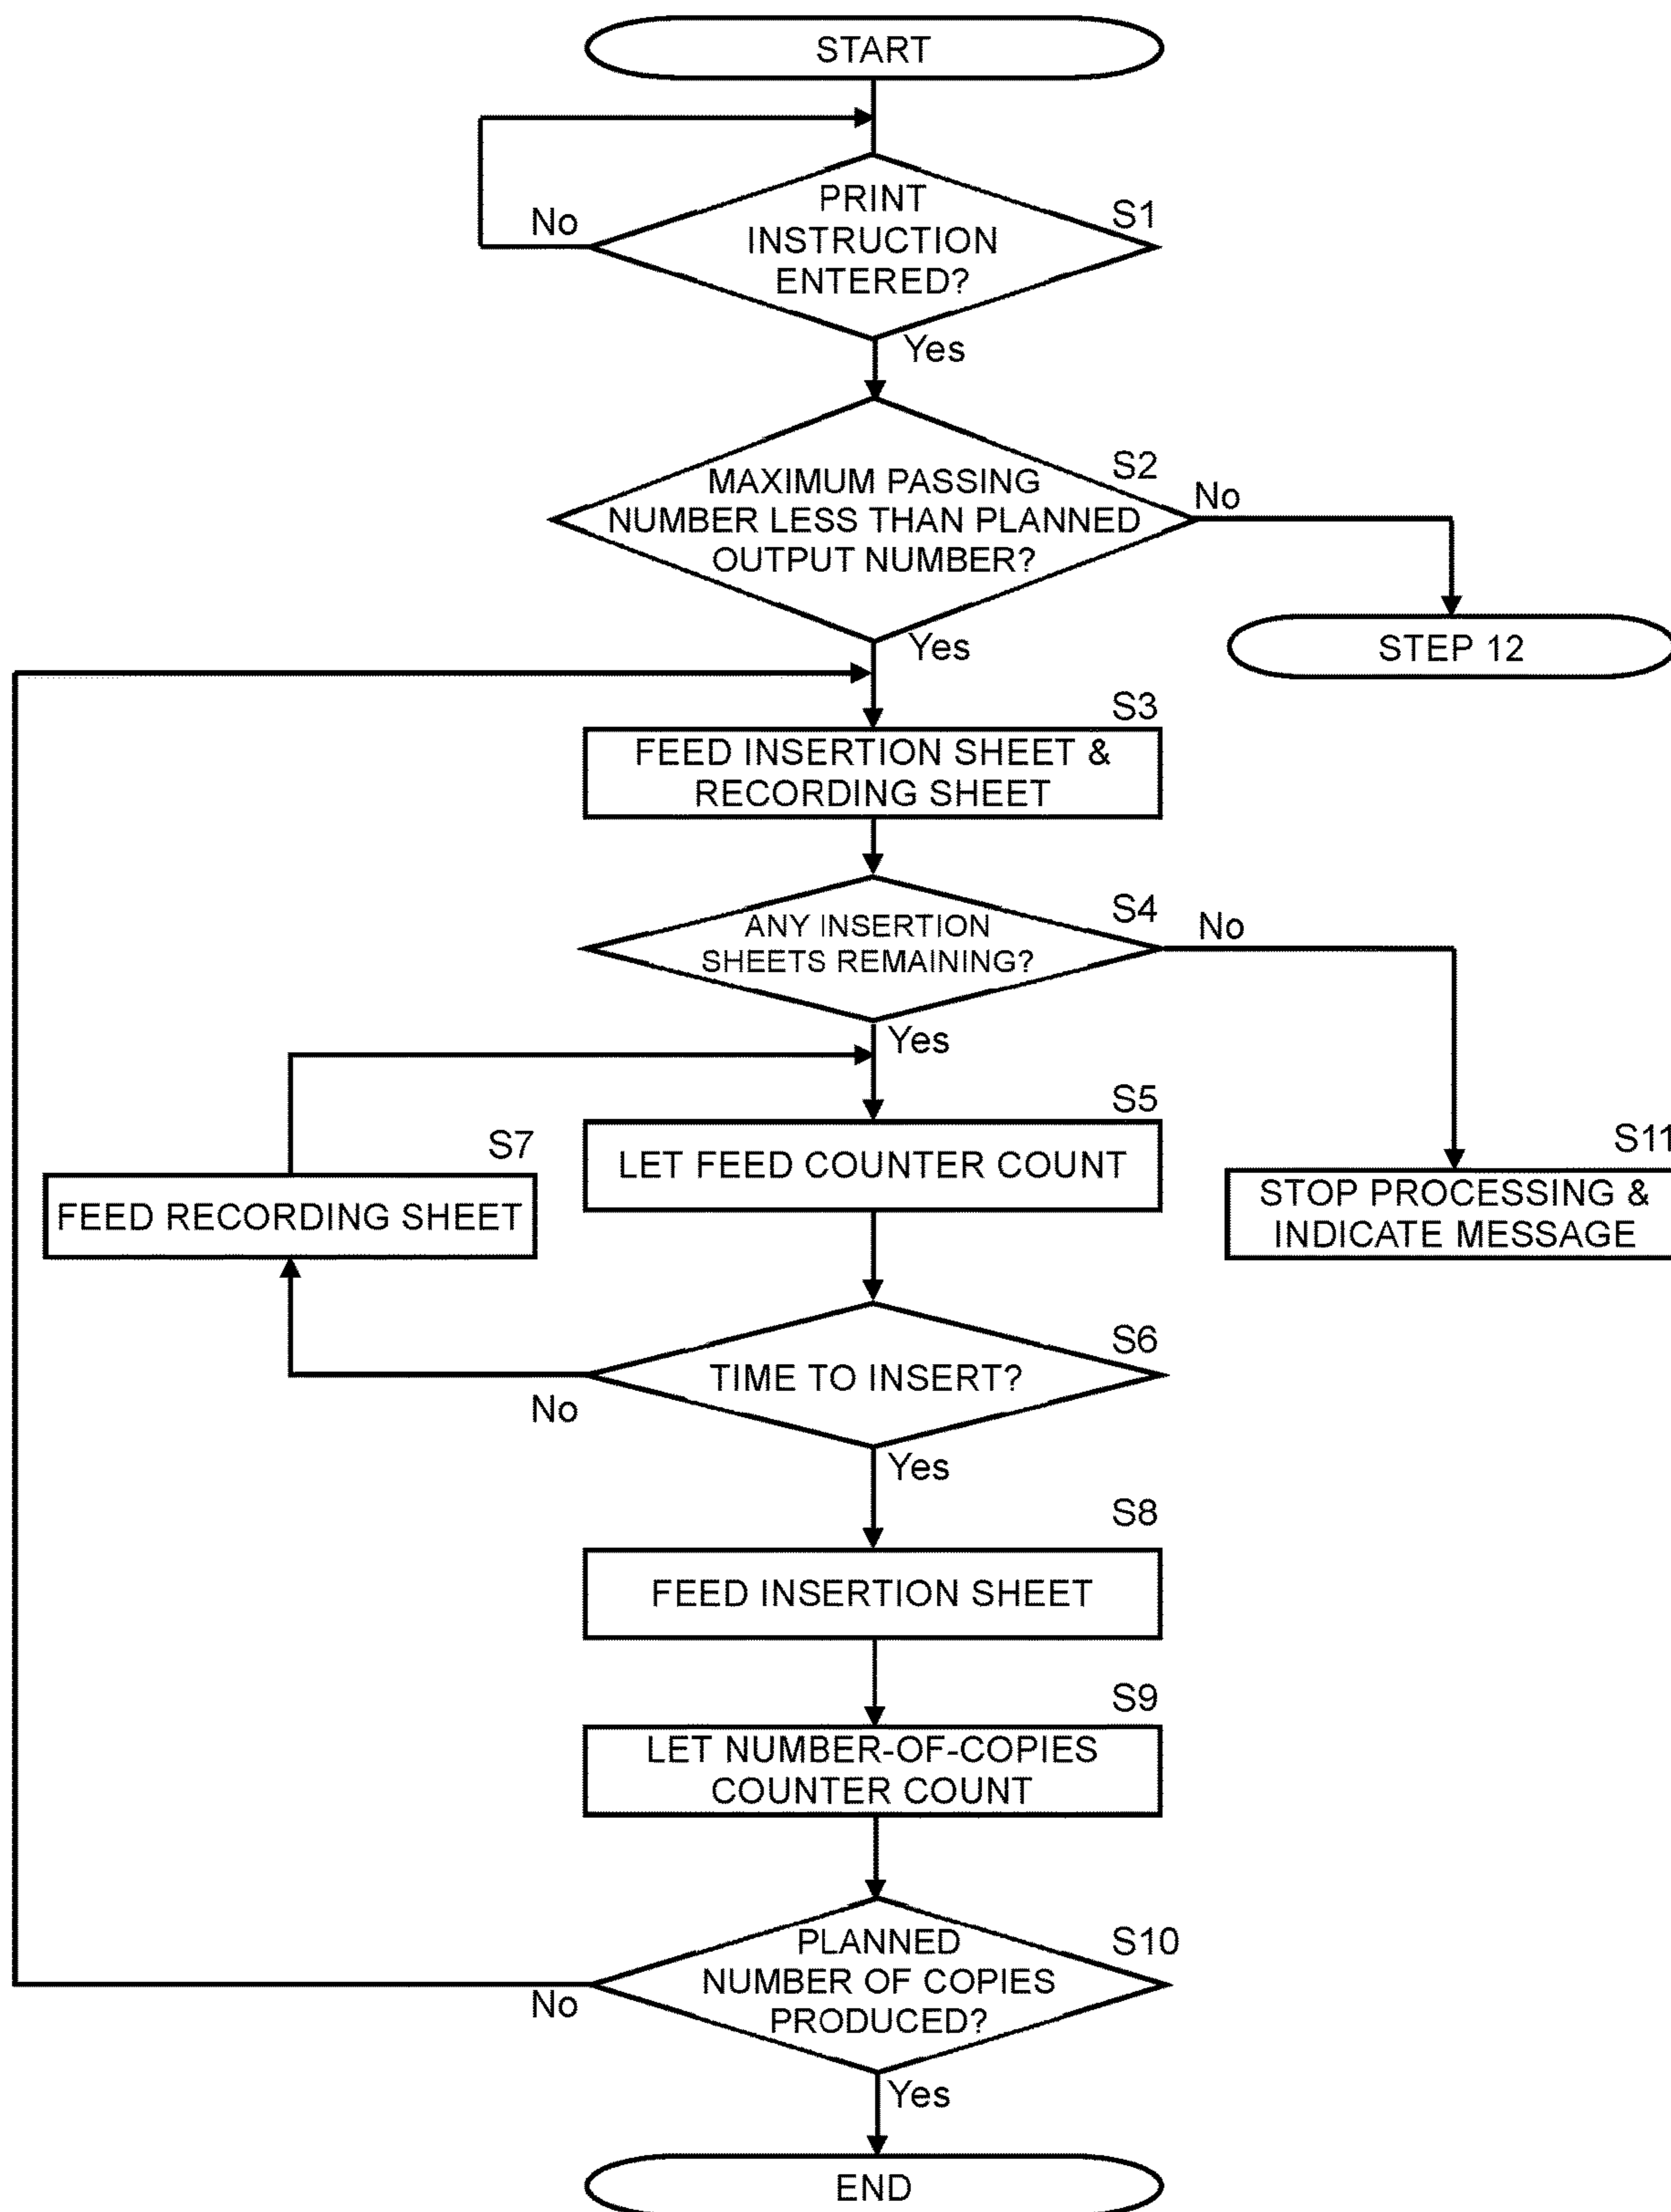 START
PRINT
INSTRUCTION
ENTERED?
S1
No
Yes
MAXIMUM PASSING
NUMBER LESS THAN PLANNED
OUTPUT NUMBER?
S2
No
Yes
STEP 12
S3
FEED INSERTION SHEET &
RECORDING SHEET
ANY INSERTION
SHEETS REMAINING?
S4
No
Yes
S5
LET FEED COUNTER COUNT
S7
FEED RECORDING SHEET
S11
STOP PROCESSING &
INDICATE MESSAGE
S6
TIME TO INSERT?
No
Yes
S8
FEED INSERTION SHEET
S9
LET NUMBER-OF-COPIES
COUNTER COUNT
PLANNED
NUMBER OF COPIES
PRODUCED?
S10
No
Yes
END